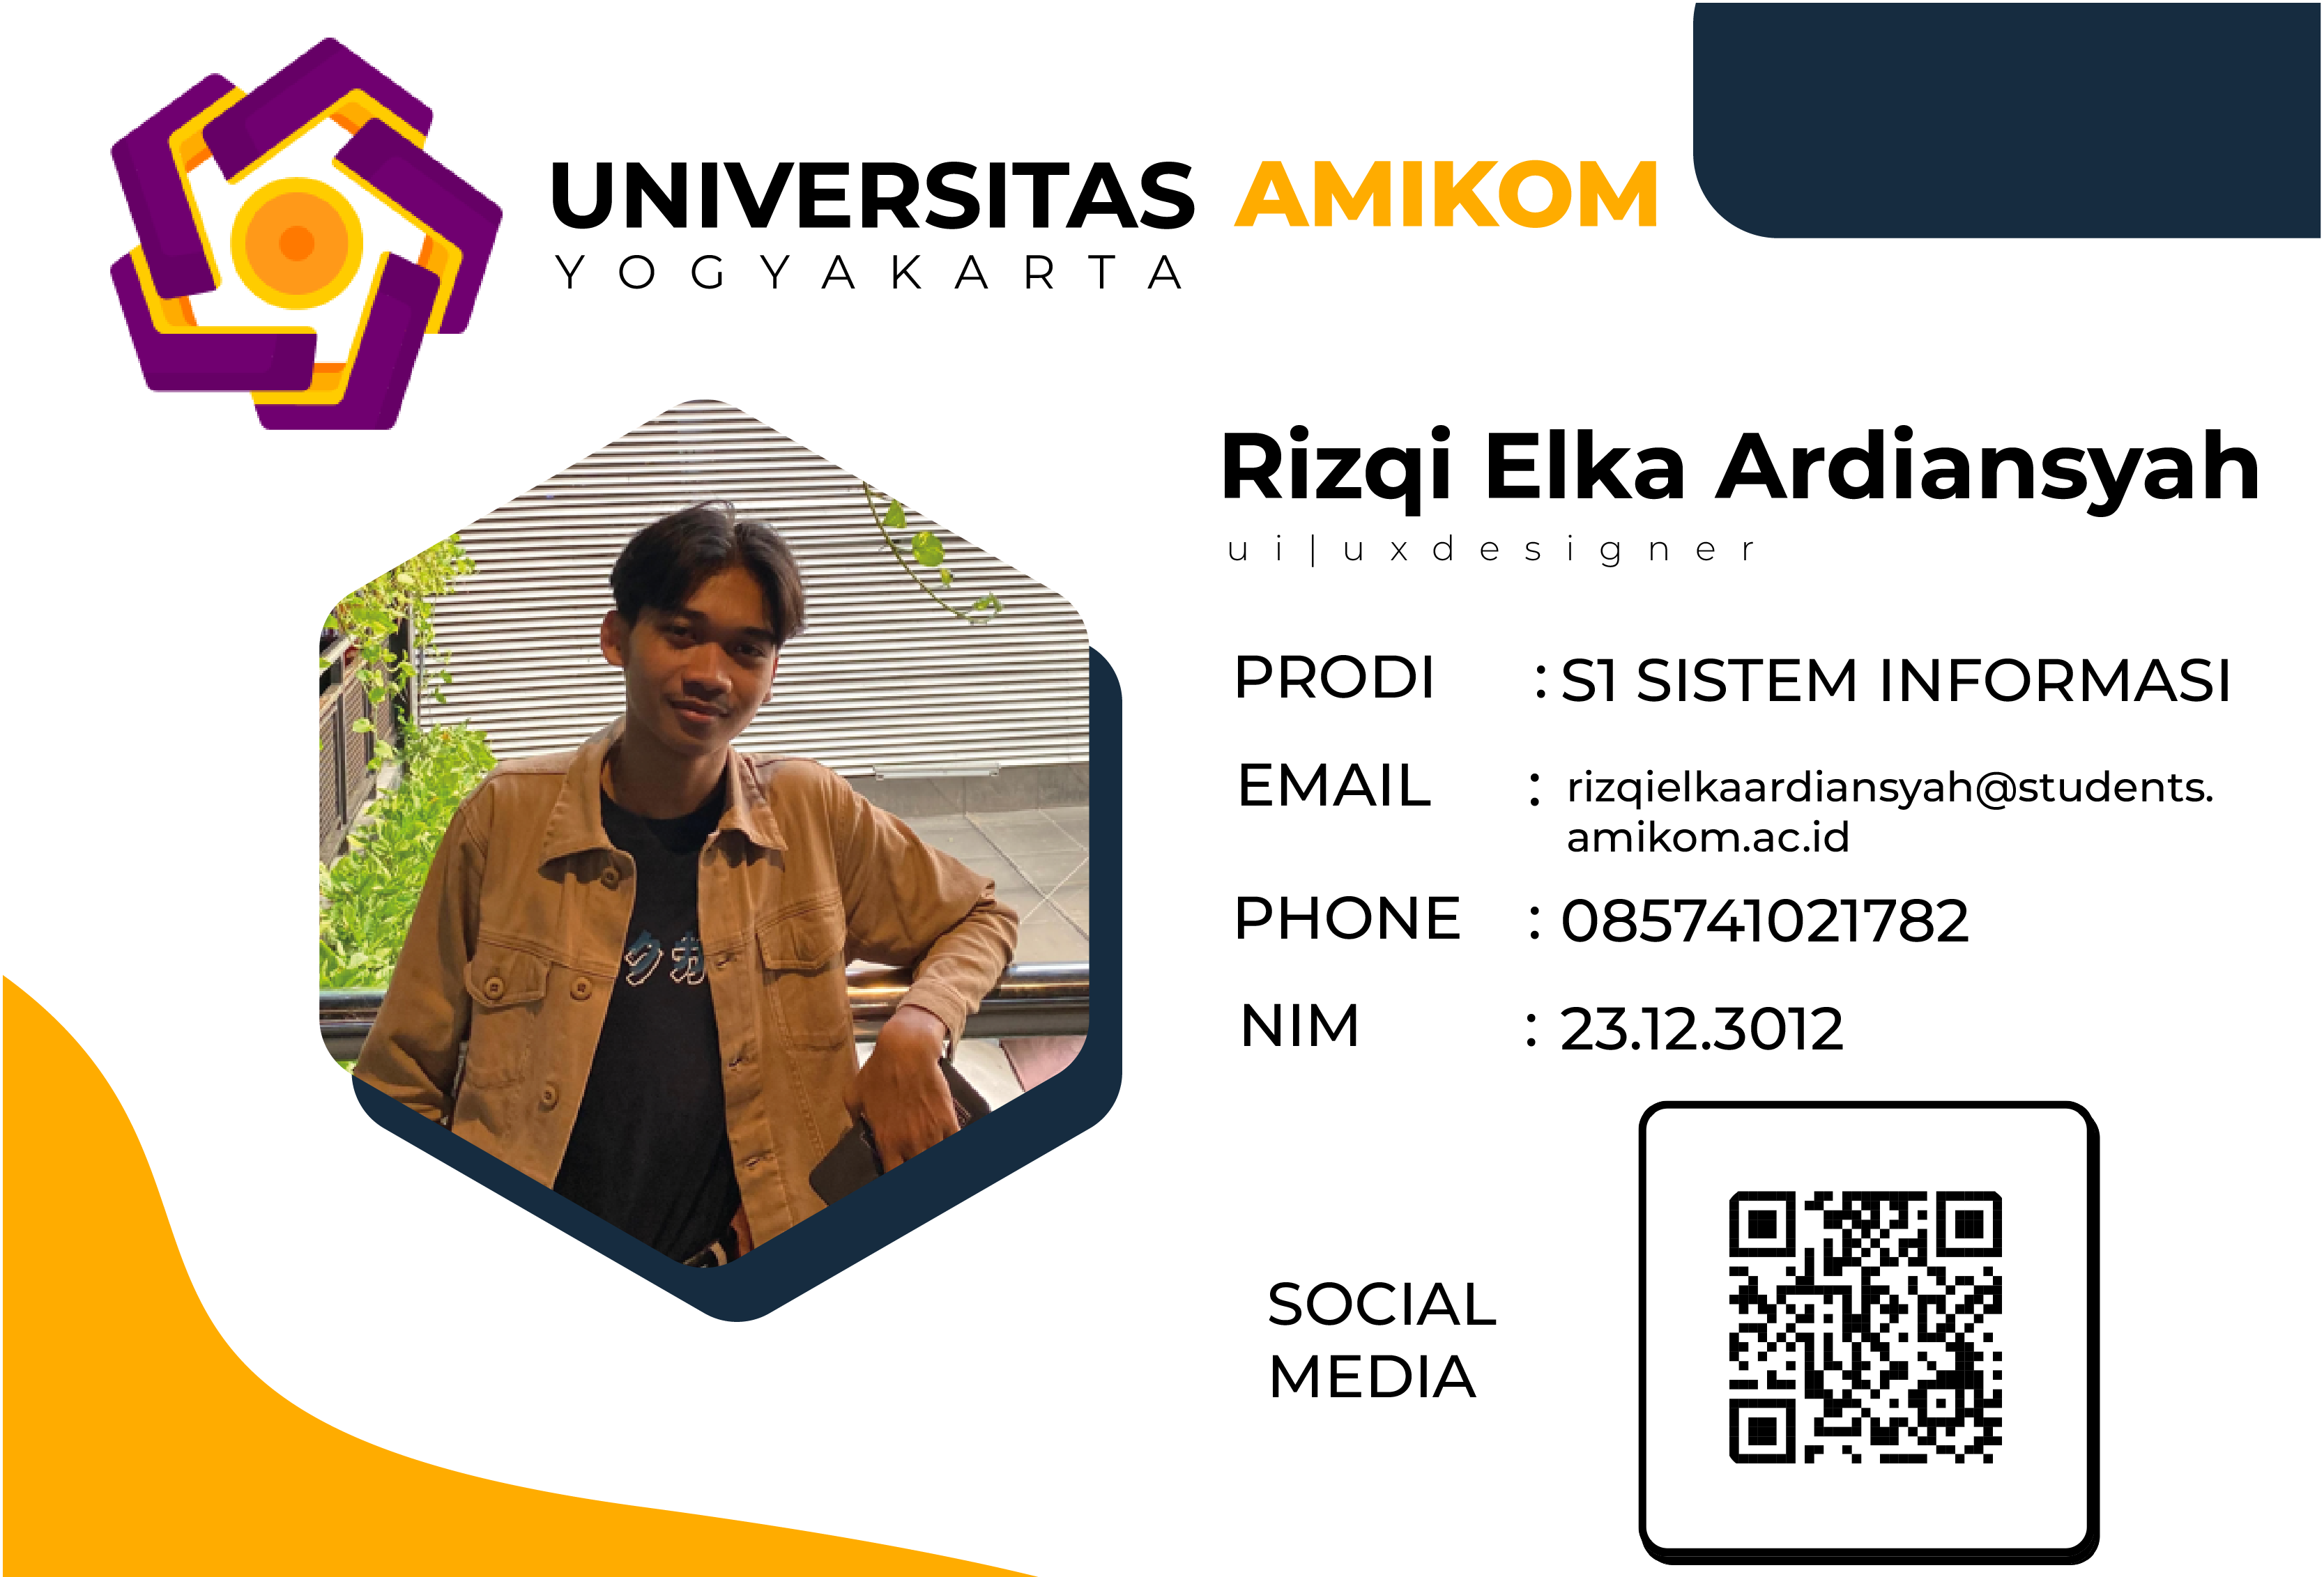 UNIVERSITAS AMIKOM
YOGYAKARTA
Rizqi Elka Ardiansyah
ui|uxdesigner
PRODI : S1 SISTEM INFORMASI
EMAIL : rizqielkaardiansyah@students.
amikom.ac.id
PHONE : 085741021782
NIM : 23.12.3012
SOCIAL
MEDIA